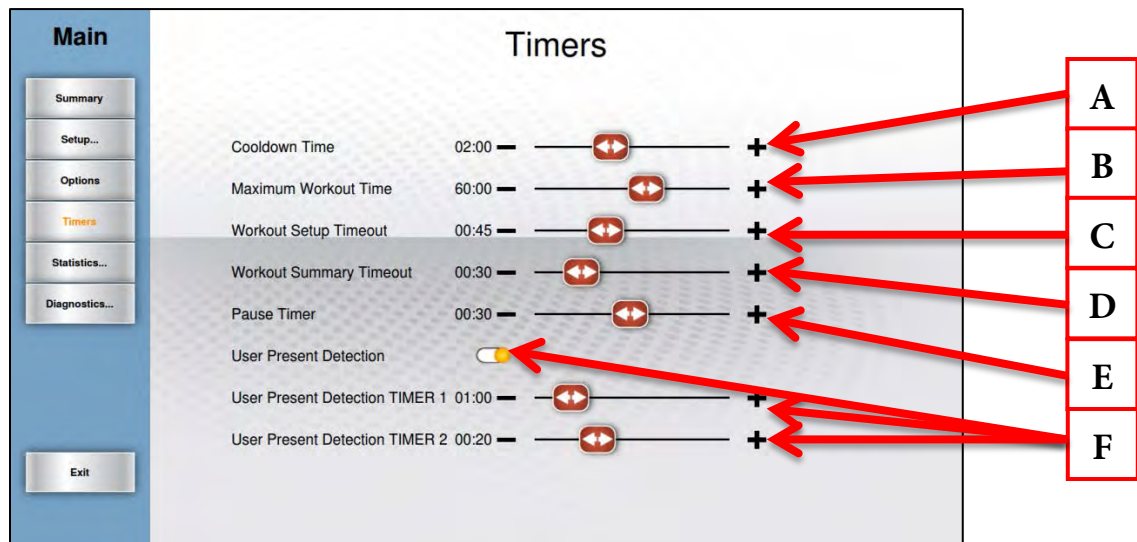 Main
Timers
Summary
Setup...
Options
Timers
Statistics...
Diagnostics...
Exit
Cooldown Time 02:00
Maximum Workout Time 60:00
Workout Setup Timeout 00:45
Workout Summary Timeout 00:30
Pause Timer 00:30
User Present Detection
User Present Detection TIMER 1 01:00
User Present Detection TIMER 2 00:20
A
B
C
D
E
F